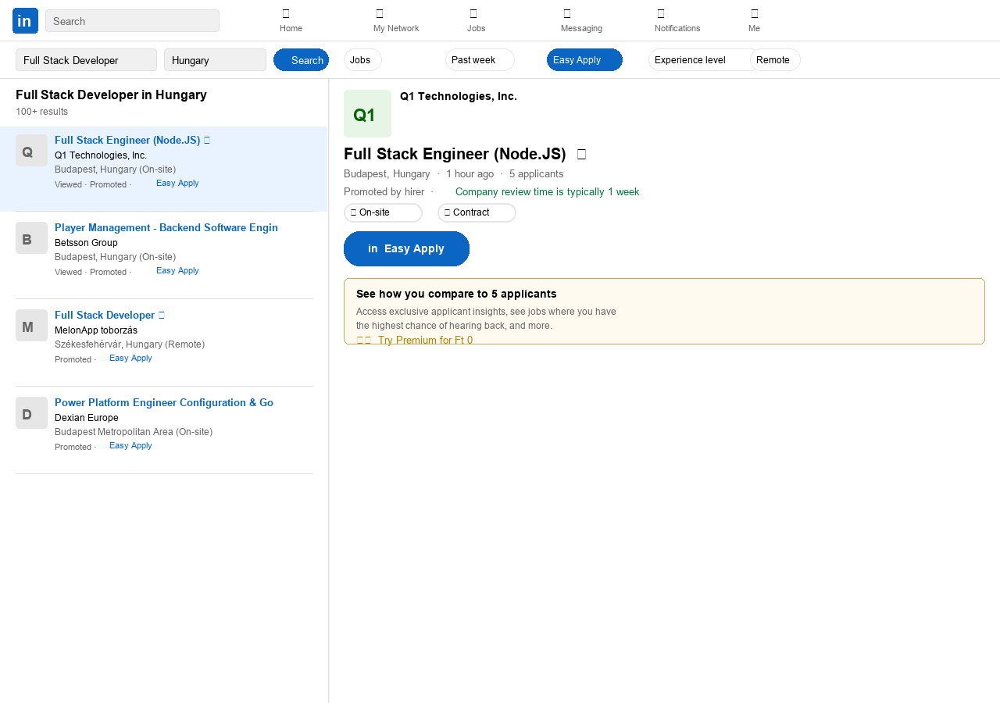 in Search
Home My Network Jobs Messaging Notifications Me
Full Stack Developer Hungary Search Jobs Past week Easy Apply Experience level Remote
Full Stack Developer in Hungary
100+ results
Q
Full Stack Engineer (Node.JS)
Q1 Technologies, Inc.
Budapest, Hungary (On-site)
Viewed · Promoted · Easy Apply
B
Player Management - Backend Software Engin
Betsson Group
Budapest, Hungary (On-site)
Viewed · Promoted · Easy Apply
M
Full Stack Developer
MelonApp toborzás
Székesfehérvár, Hungary (Remote)
Promoted · Easy Apply
D
Power Platform Engineer Configuration & Go
Dexian Europe
Budapest Metropolitan Area (On-site)
Promoted · Easy Apply
Q1
Q1 Technologies, Inc.
Full Stack Engineer (Node.JS)
Budapest, Hungary · 1 hour ago · 5 applicants
Promoted by hirer · Company review time is typically 1 week
On-site Contract
in Easy Apply
See how you compare to 5 applicants
Access exclusive applicant insights, see jobs where you have
the highest chance of hearing back, and more.
Try Premium for Ft 0